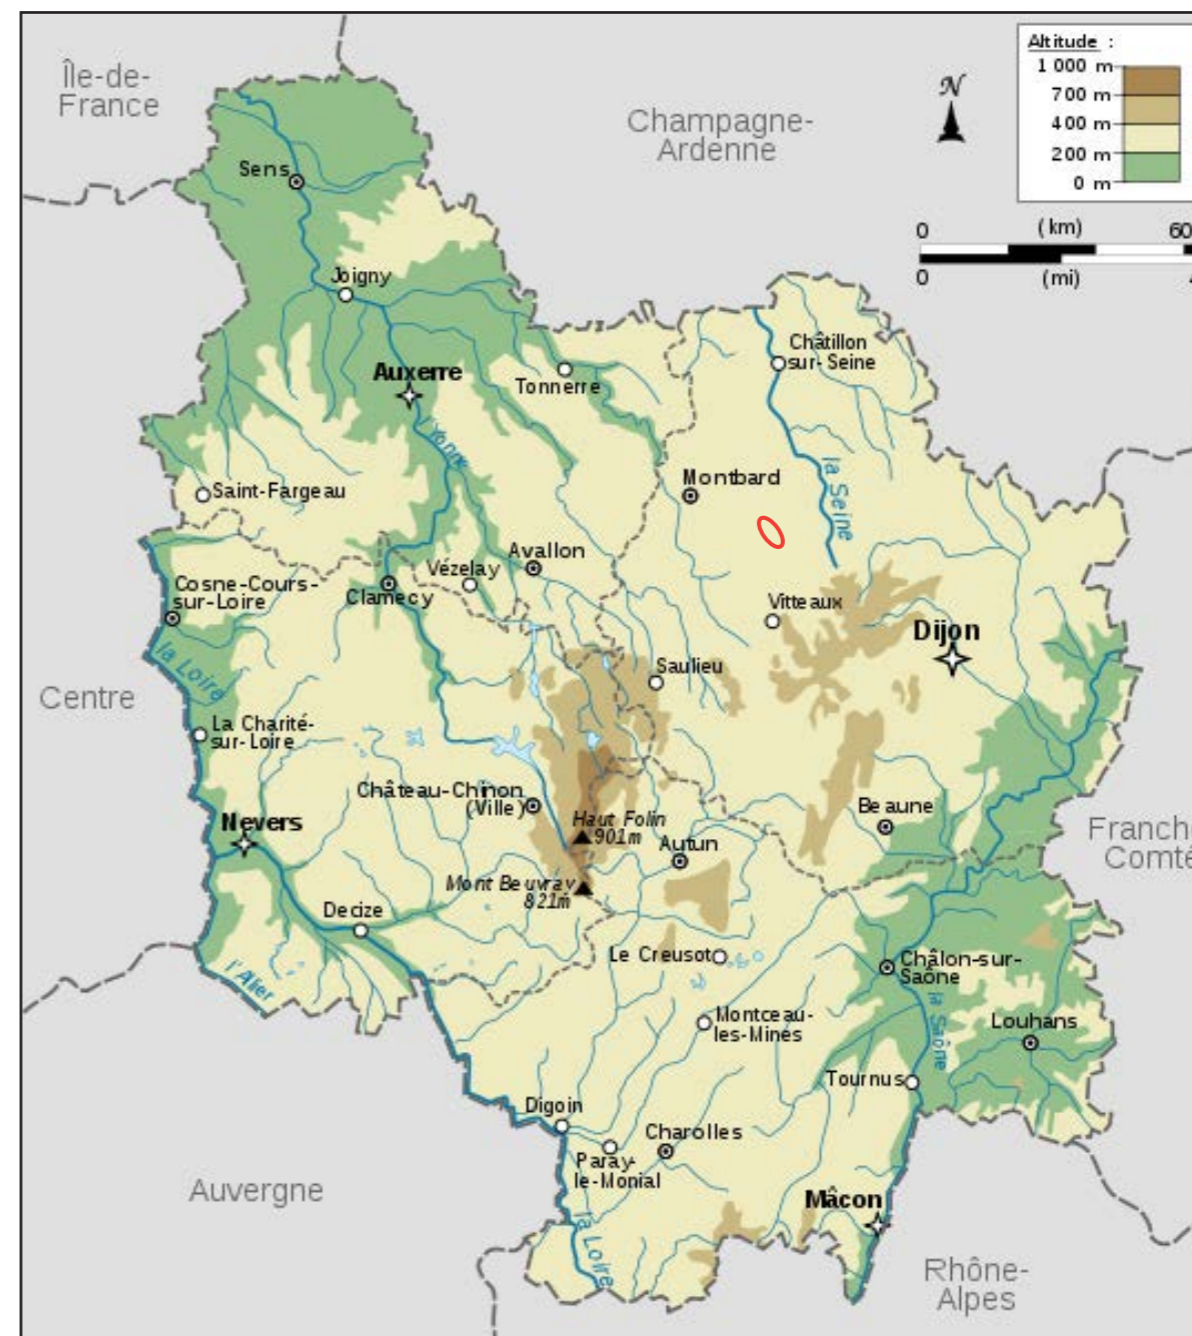 Île-de-
France
Champagne-
Ardenne
N
Altitude :
1 000 m
700 m
400 m
200 m
0 m
0 (km) 60
0 (mi)
Sens
Joigny
Auxerre
Tonnerre
Châtillon
sur-Seine
l'Yonne
la Seine
Saint-Fargeau
Montbard
Avallon
Vézelay
Clamecy
Cosne-Cours-
sur-Loire
Vitteaux
Dijon
la Loire
Saulieu
Centre
La Charité-
sur-Loire
Château-Chinon
(Ville)
Beaune
Nevers
Haut Folin
901m
Autun
Franch
Comté
Mont Beuvray
821m
Decize
Le Creusot
Châlon-sur-
Saône
l'Allier
la Saône
Montceau-
les-Mines
Louhans
Tournus
Digoin
Charolles
Paray-
le-Monial
Auvergne
Mâcon
la Loire
Rhône-
Alpes